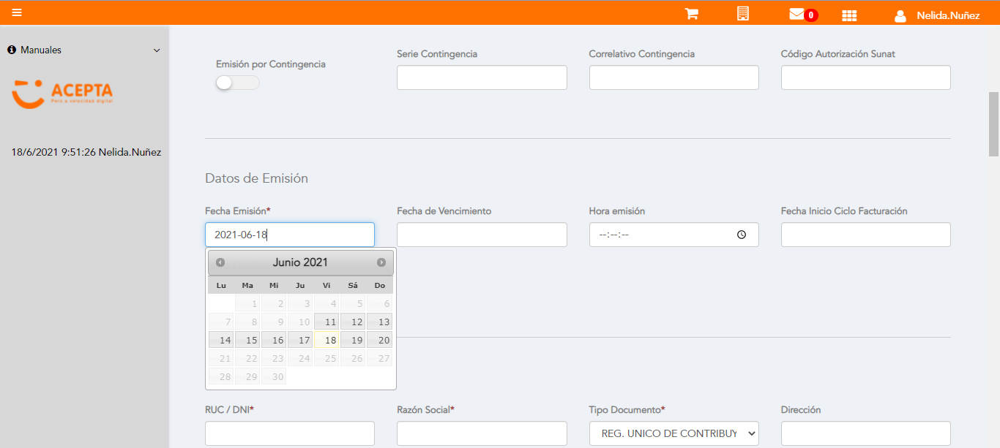 0
Nelida.Nuñez
Manuales
ACEPTA
Perú a velocidad digital
18/6/2021 9:51:26 Nelida.Nuñez
Emisión por Contingencia
Serie Contingencia
Correlativo Contingencia
Código Autorización Sunat
Datos de Emisión
Fecha Emisión*
Fecha de Vencimiento
Hora emisión
Fecha Inicio Ciclo Facturación
2021-06-18
--:--:--
Junio 2021
Lu Ma Mi Ju Vi Sá Do
1 2 3 4 5 6
7 8 9 10 11 12 13
14 15 16 17 18 19 20
21 22 23 24 25 26 27
28 29 30
RUC / DNI*
Razón Social*
Tipo Documento*
Dirección
REG. UNICO DE CONTRIBUY